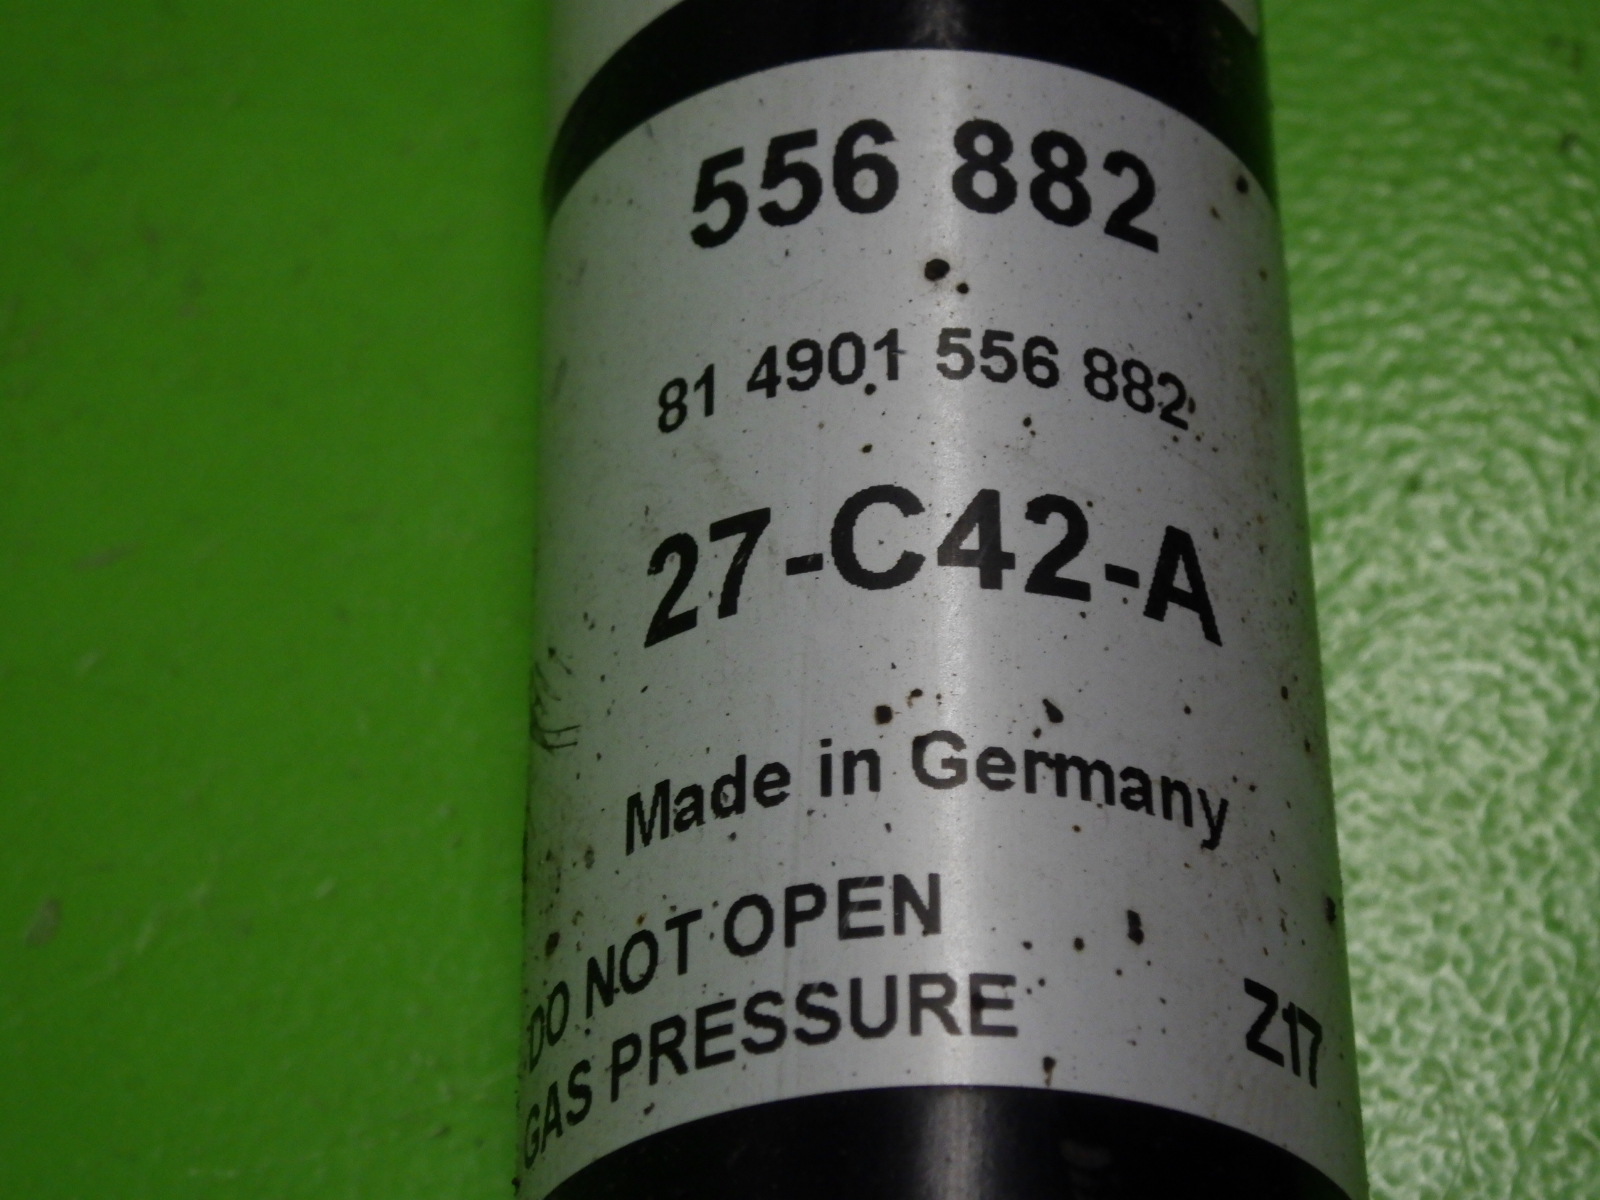 556 882
81 4901 556 882
27-C42-A
Made in Germany
DO NOT OPEN
GAS PRESSURE
Z17